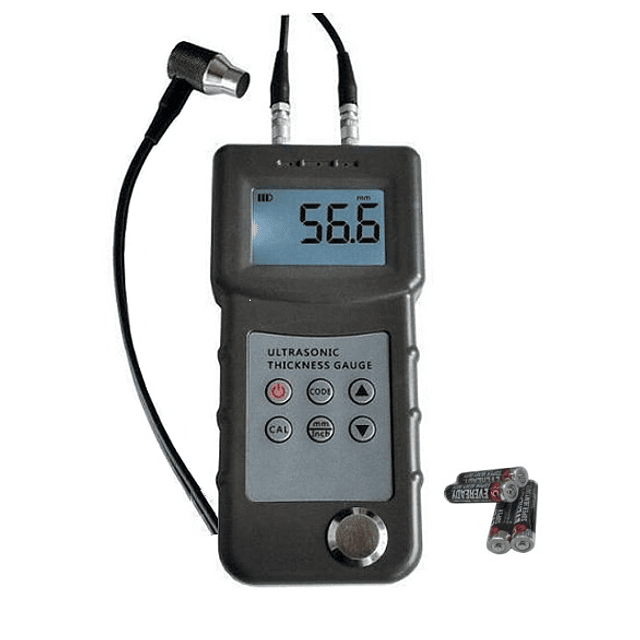 mm
56.6
ULTRASONIC
THICKNESS GAUGE
CODE
CAL
mm
Inch
EVEREADY